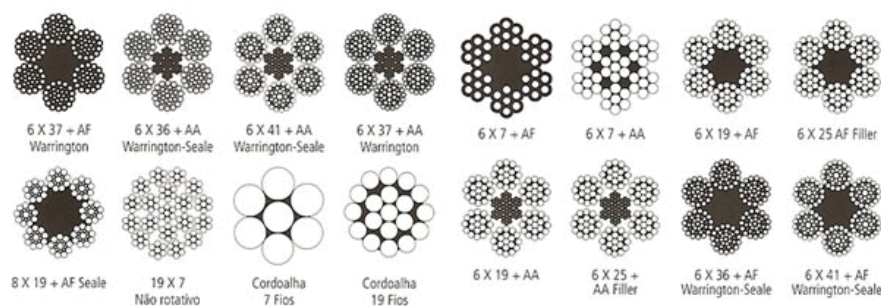 6 X 37 + AF
Warrington
6 X 36 + AA
Warrington-Seale
6 X 41 + AA
Warrington-Seale
6 X 37 + AA
Warrington
6 X 7 + AF
6 X 7 + AA
6 X 19 + AF
6 X 25 AF Filler
8 X 19 + AF Seale
19 X 7
Não rotativo
Cordoalha
7 Fios
Cordoalha
19 Fios
6 X 19 + AA
6 X 25 +
AA Filler
6 X 36 + AF
Warrington-Seale
6 X 41 + AF
Warrington-Seale